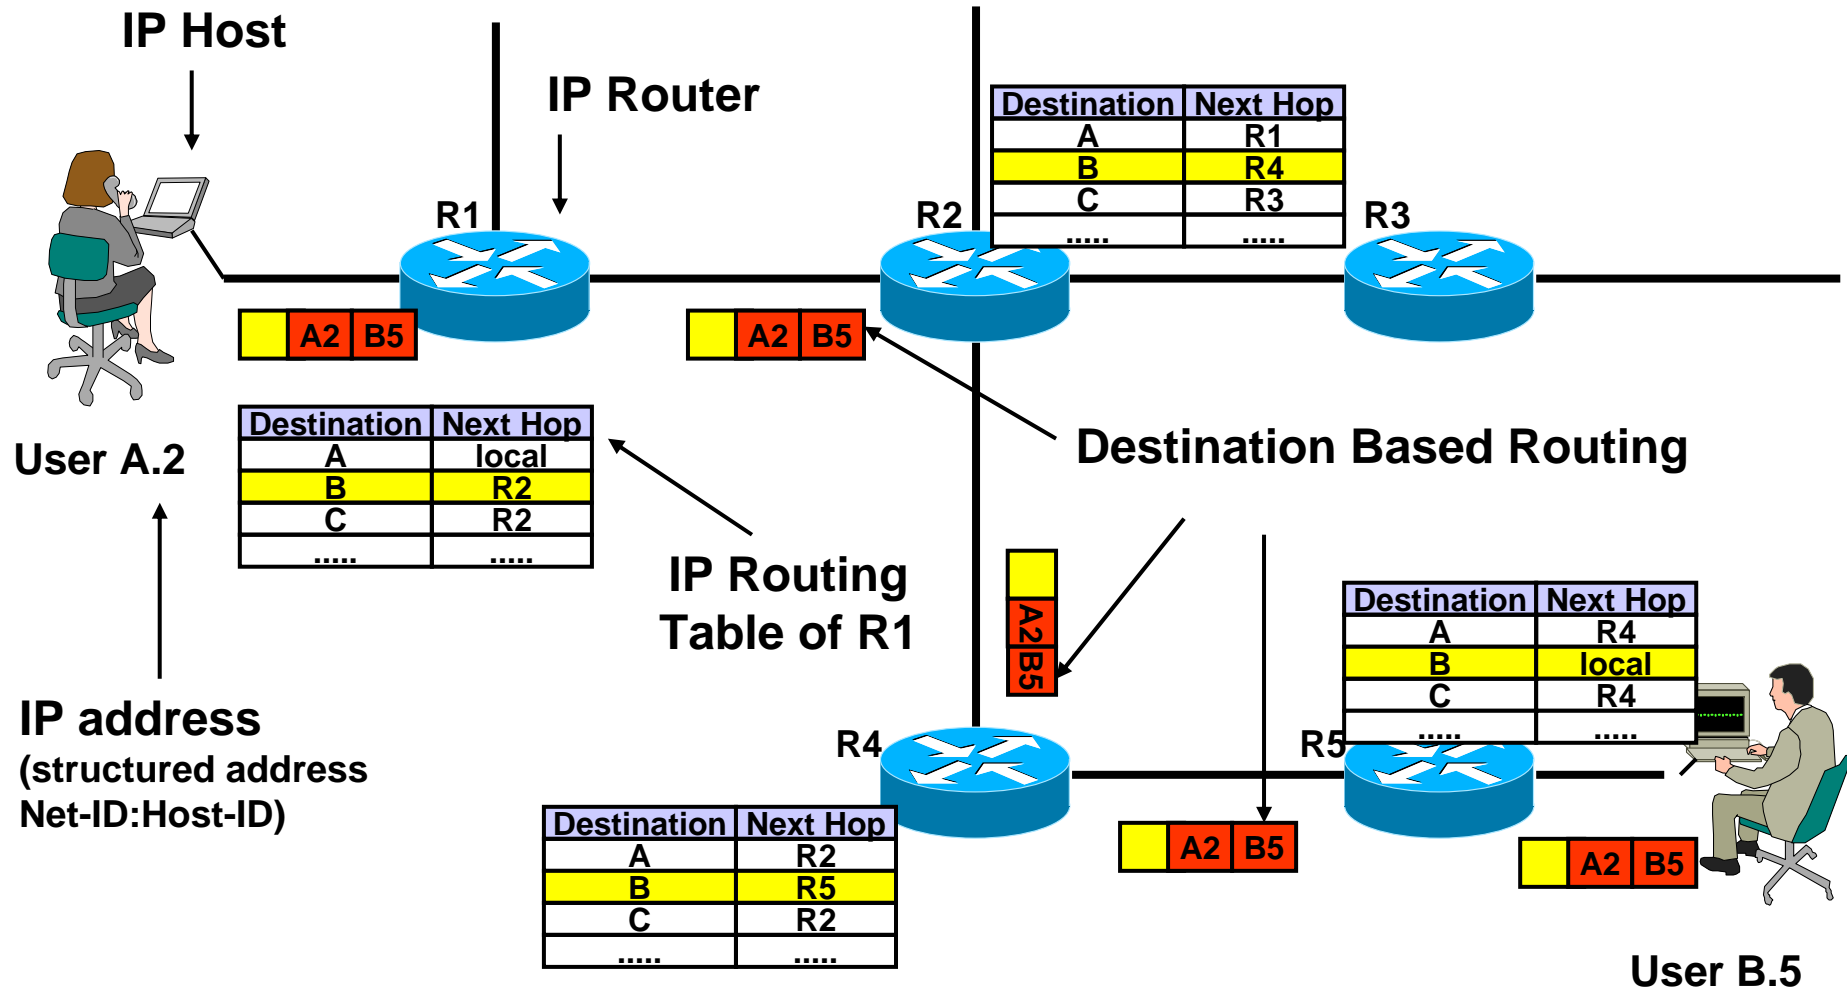 IP Host
IP Router
Destination Next Hop
A R1
B R4
C R3
..... .....
R1
R2
R3
A2 B5
A2 B5
User A.2
Destination Next Hop
A local
B R2
C R2
..... .....
Destination Based Routing
IP Routing
Table of R1
A2 B5
Destination Next Hop
A R4
B local
C R4
..... .....
IP address
(structured address
Net-ID:Host-ID)
R4
R5
Destination Next Hop
A R2
B R5
C R2
..... .....
A2 B5
A2 B5
User B.5